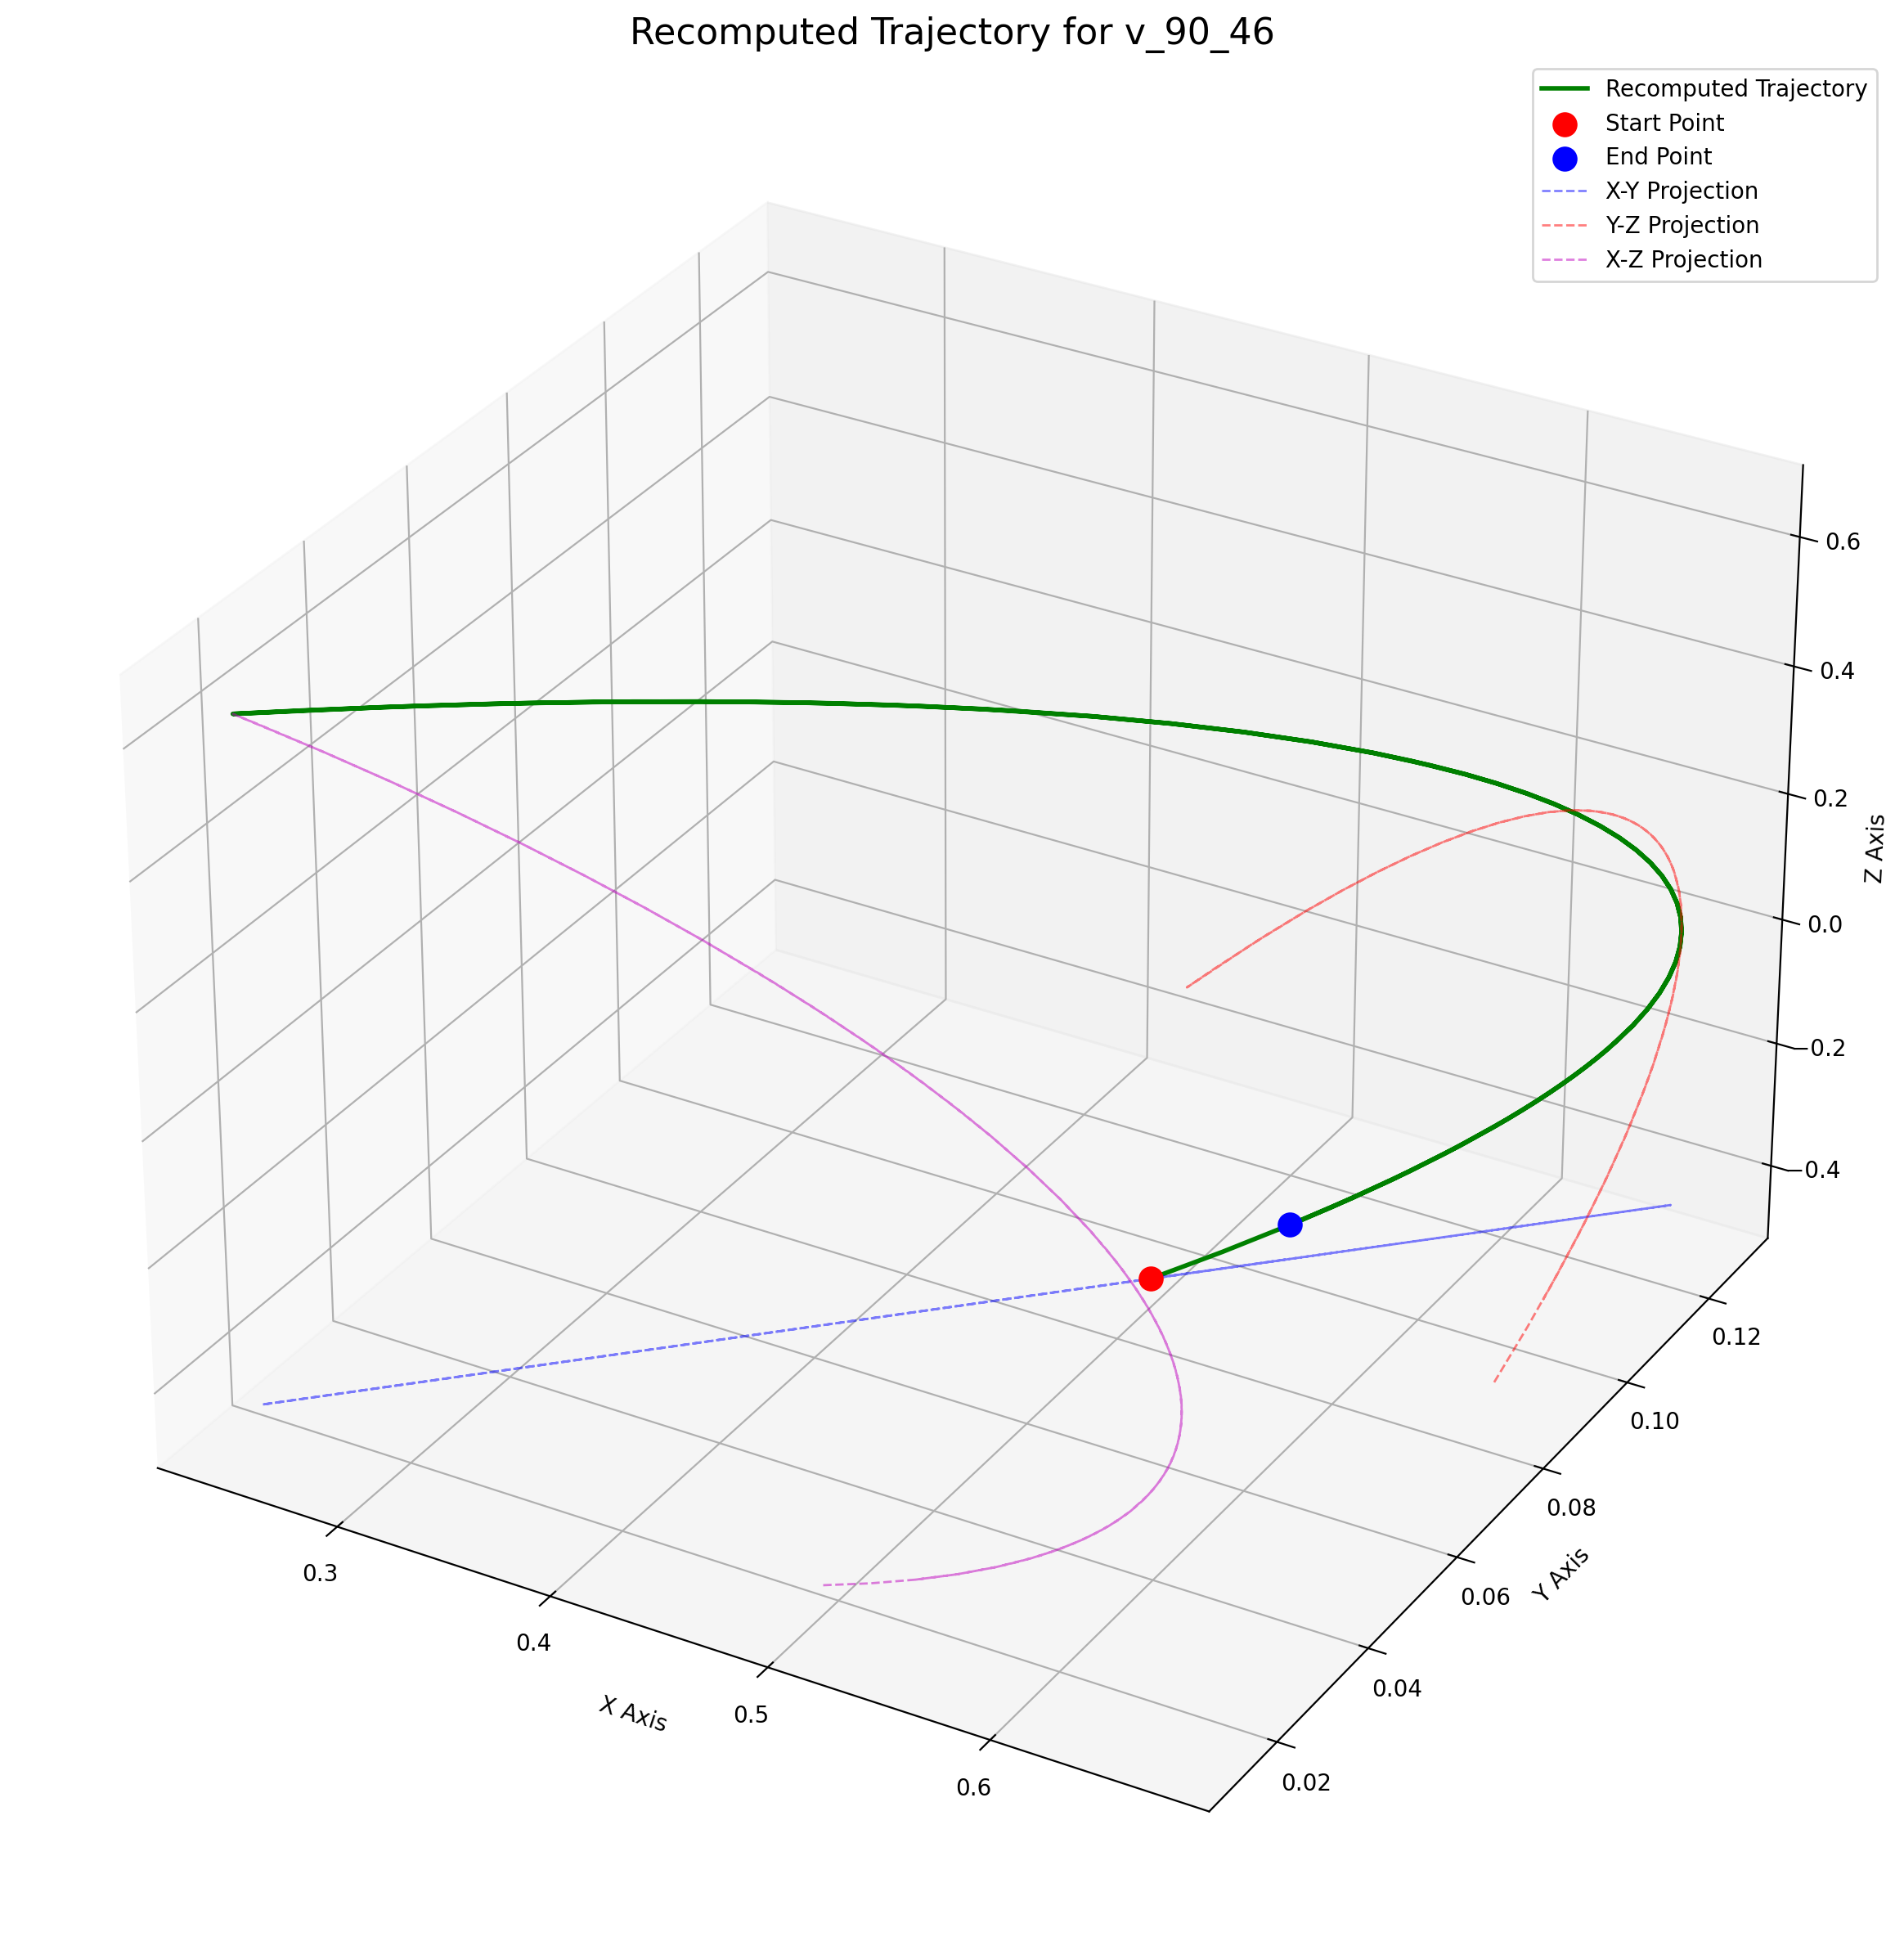 Recomputed Trajectory for v_90_46
Recomputed Trajectory
Start Point
End Point
X-Y Projection
Y-Z Projection
X-Z Projection
0.6
0.4
0.2
Z Axis
0.0
−0.2
−0.4
0.12
0.10
0.08
Y Axis
0.06
0.04
0.02
0.3
0.4
X Axis
0.5
0.6